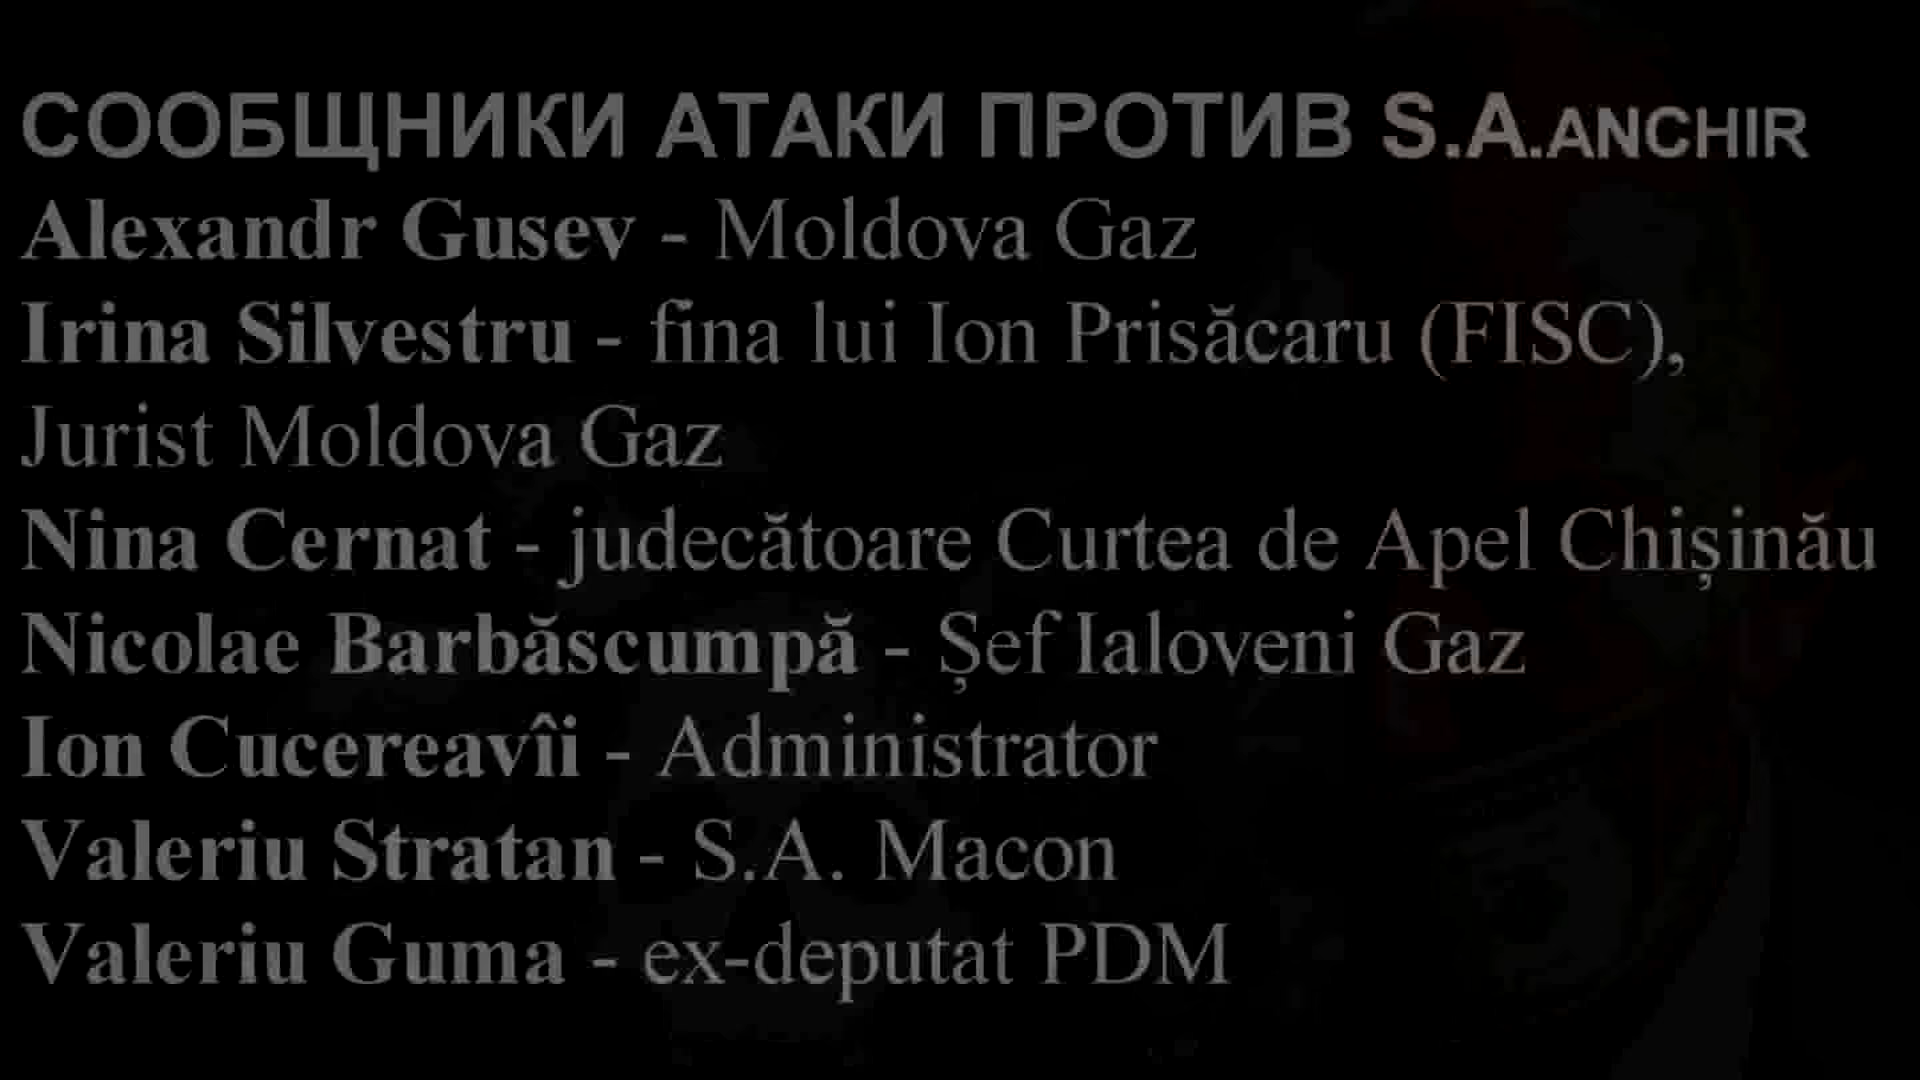 СООБЩНИКИ АТАКИ ПРОТИВ S.A.ANCHIR
Alexandr Gusev - Moldova Gaz
Irina Silvestru - fina lui Ion Prisăcaru (FISC),
Jurist Moldova Gaz
Nina Cernat - judecătoare Curtea de Apel Chișinău
Nicolae Barbăscumpă - Șef Ialoveni Gaz
Ion Cucereavîi - Administrator
Valeriu Stratan - S.A. Macon
Valeriu Guma - ex-deputat PDM